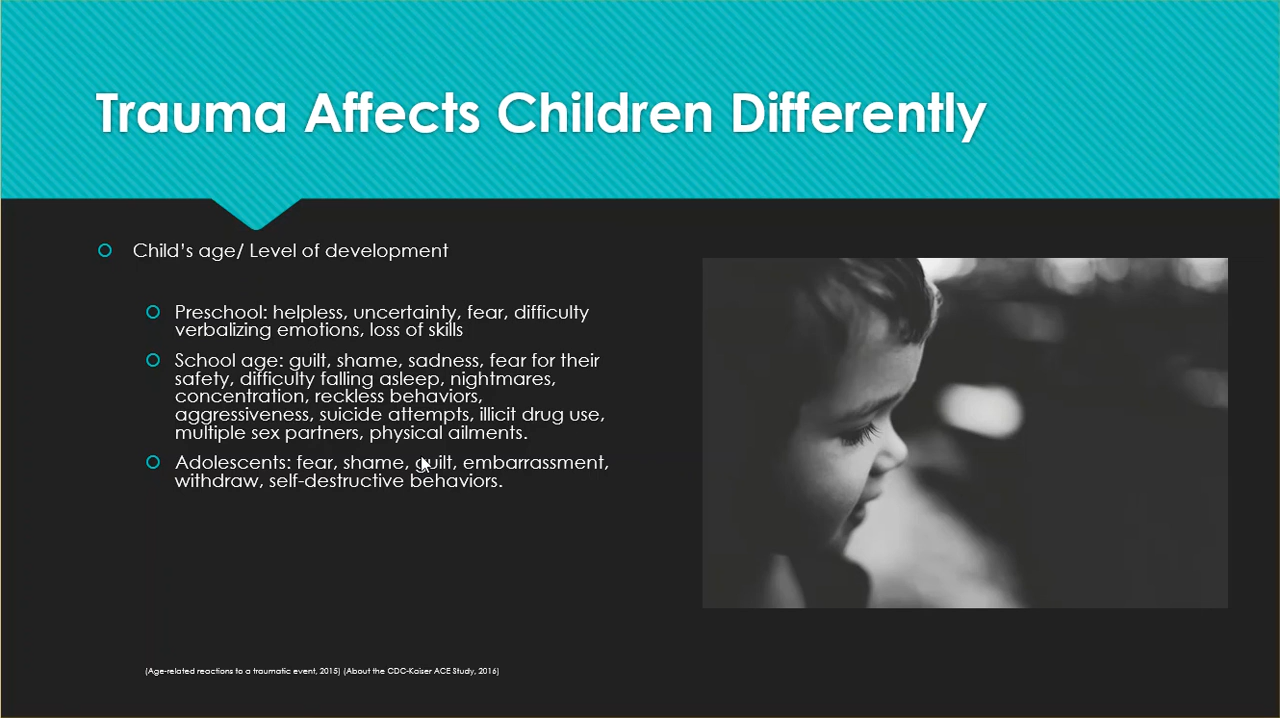 Trauma Affects Children Differently
Child's age/ Level of development
Preschool: helpless, uncertainty, fear, difficulty
verbalizing emotions, loss of skills
School age: guilt, shame, sadness, fear for their
safety, difficulty falling asleep, nightmares,
concentration, reckless behaviors,
aggressiveness, suicide attempts, illicit drug use,
multiple sex partners, physical ailments.
Adolescents: fear, shame, guilt, embarrassment,
withdraw, self-destructive behaviors.
(Age-related reactions to a traumatic event, 2015) (About the CDC-Kaiser ACE Study, 2016)